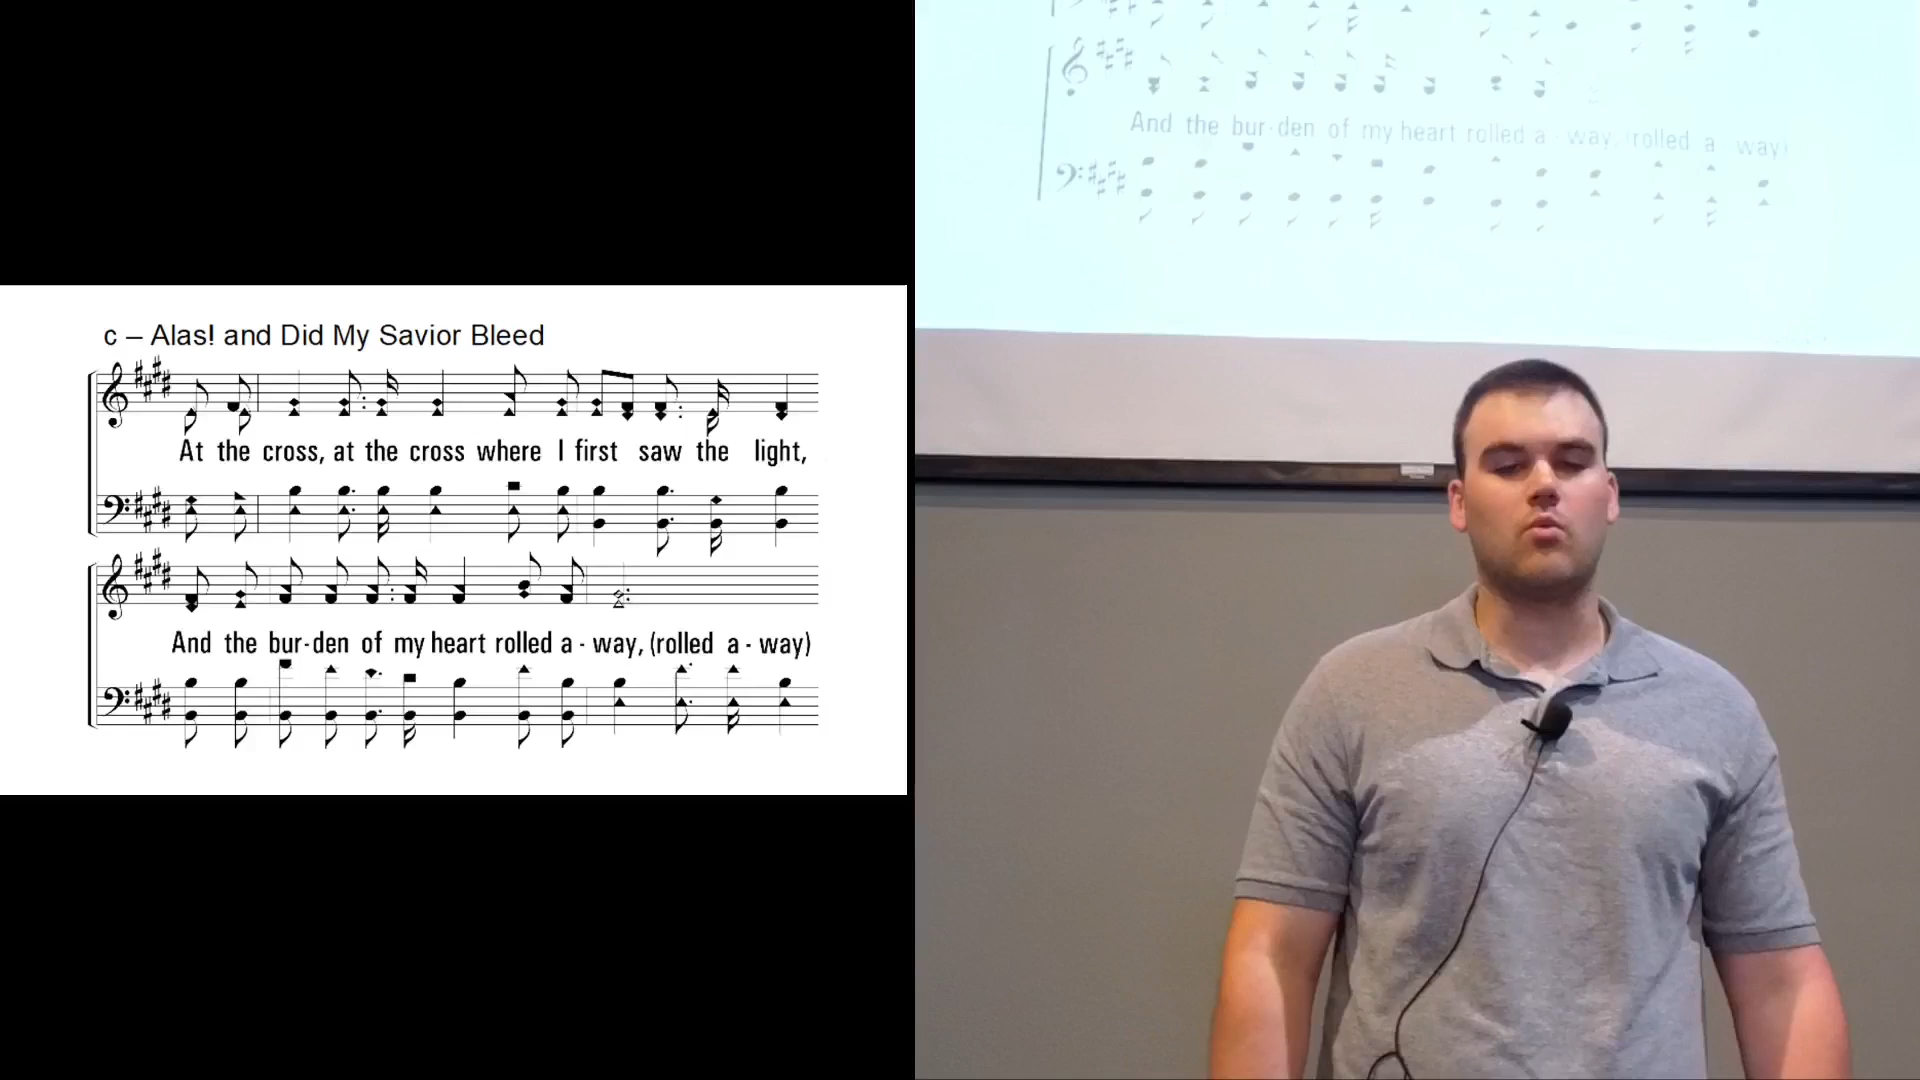 c – Alas! and Did My Savior Bleed
At the cross, at the cross where I first saw the light,
And the bur-den of my heart rolled a - way, (rolled a - way)
And the bur-den of my heart rolled a - way, (rolled a way)